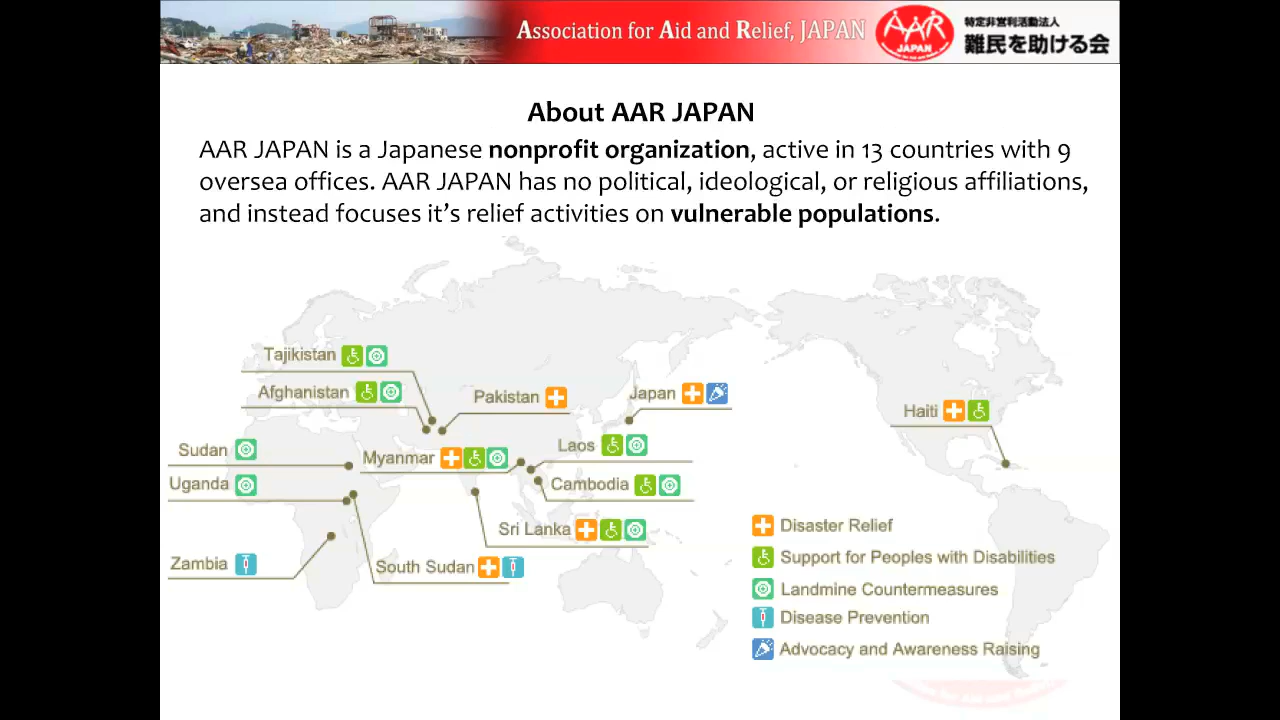 Association for Aid and Relief, JAPAN
AAR
JAPAN
特定非営利活動法人
難民を助ける会
About AAR JAPAN
AAR JAPAN is a Japanese nonprofit organization, active in 13 countries with 9
oversea offices. AAR JAPAN has no political, ideological, or religious affiliations,
and instead focuses it's relief activities on vulnerable populations.
Tajikistan
Afghanistan
Pakistan
Japan
Haiti
Sudan
Myanmar
Laos
Uganda
Cambodia
Sri Lanka
Zambia
South Sudan
Disaster Relief
Support for Peoples with Disabilities
Landmine Countermeasures
Disease Prevention
Advocacy and Awareness Raising